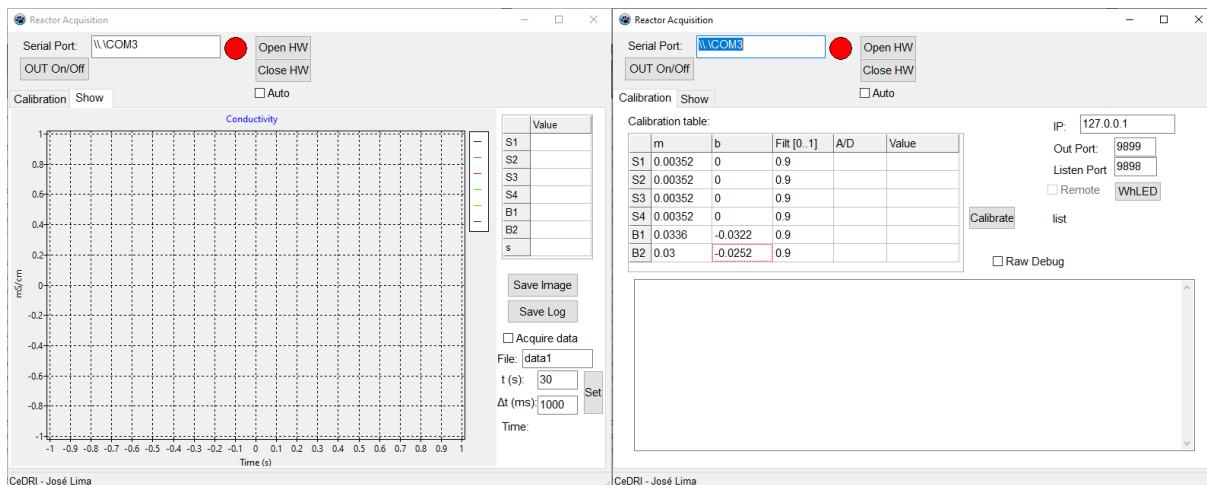 Reactor Acquisition
Serial Port: \\.\COM3 Open HW
OUT On/Off Close HW
Auto
Calibration Show
Conductivity
1
0.8
0.6
0.4
0.2
0
-0.2
-0.4
-0.6
-0.8
-1
mS/cm
-1 -0.9 -0.8 -0.7 -0.6 -0.5 -0.4 -0.3 -0.2 -0.1 0 0.1 0.2 0.3 0.4 0.5 0.6 0.7 0.8 0.9 1
Time (s)
Value
S1
S2
S3
S4
B1
B2
s
Save Image
Save Log
Acquire data
File: data1
t (s): 30
Δt (ms): 1000
Set
Time:
CeDRI - José Lima
Reactor Acquisition
Serial Port: \\.\COM3 Open HW
OUT On/Off Close HW
Auto
Calibration Show
Calibration table:
m b Filt [0..1] A/D Value
S1 0.00352 0 0.9
S2 0.00352 0 0.9
S3 0.00352 0 0.9
S4 0.00352 0 0.9
B1 0.0336 -0.0322 0.9
B2 0.03 -0.0252 0.9
IP: 127.0.0.1
Out Port: 9899
Listen Port 9898
Remote WhLED
Calibrate list
Raw Debug
CeDRI - José Lima